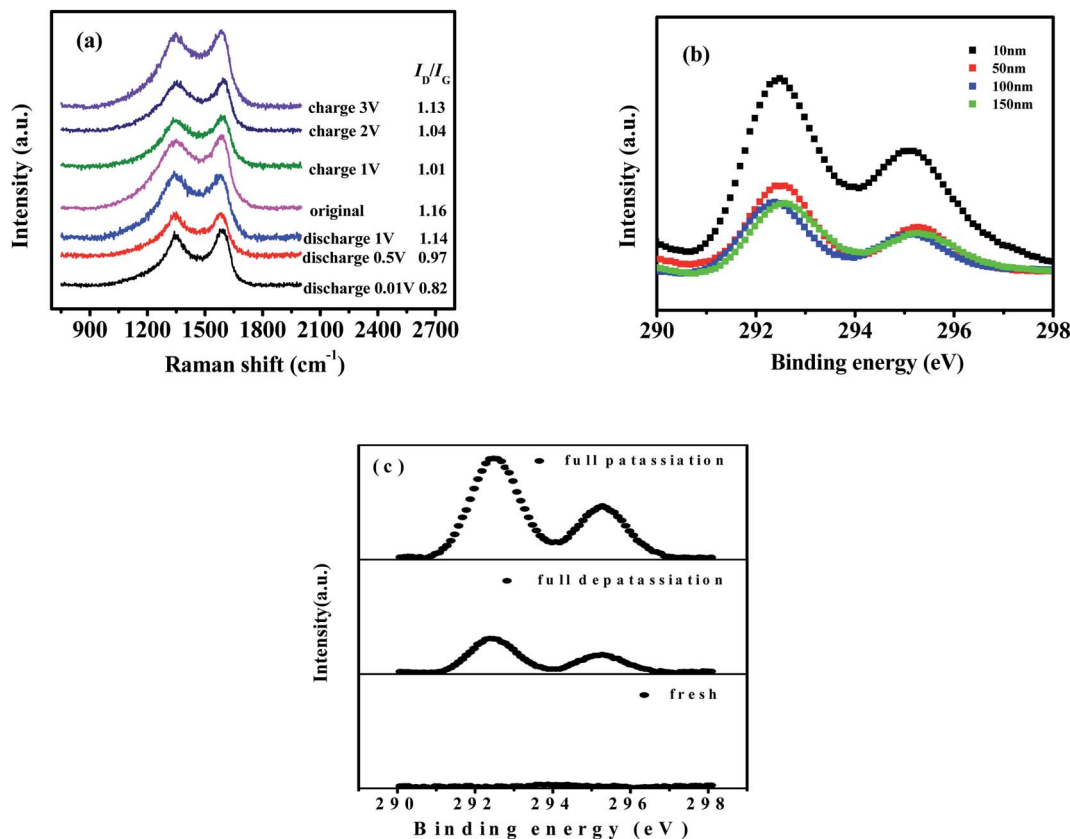 (a)
I_D/I_G
charge 3V 1.13
charge 2V 1.04
charge 1V 1.01
original 1.16
discharge 1V 1.14
discharge 0.5V 0.97
discharge 0.01V 0.82
Intensity (a.u.)
900 1200 1500 1800 2100 2400 2700
Raman shift (cm⁻¹)
(b)
10nm
50nm
100nm
150nm
Intensity (a.u.)
290 292 294 296 298
Binding energy (eV)
(c)
full patassiation
full depatassiation
fresh
Intensity(a.u.)
290 292 294 296 298
Binding energy (eV)